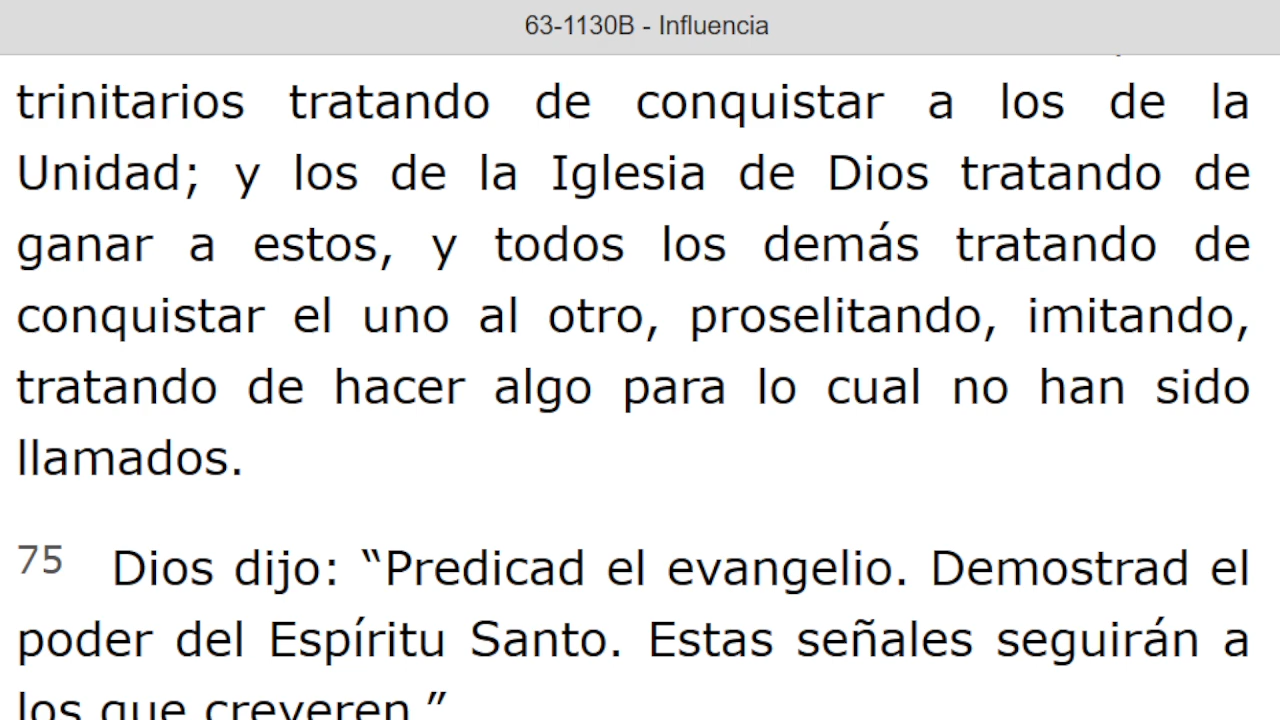 63-1130B - Influencia
trinitarios tratando de conquistar a los de la
Unidad; y los de la Iglesia de Dios tratando de
ganar a estos, y todos los demás tratando de
conquistar el uno al otro, proselitando, imitando,
tratando de hacer algo para lo cual no han sido
llamados.
75 Dios dijo: “Predicad el evangelio. Demostrad el
poder del Espíritu Santo. Estas señales seguirán a
los que creyeren.”